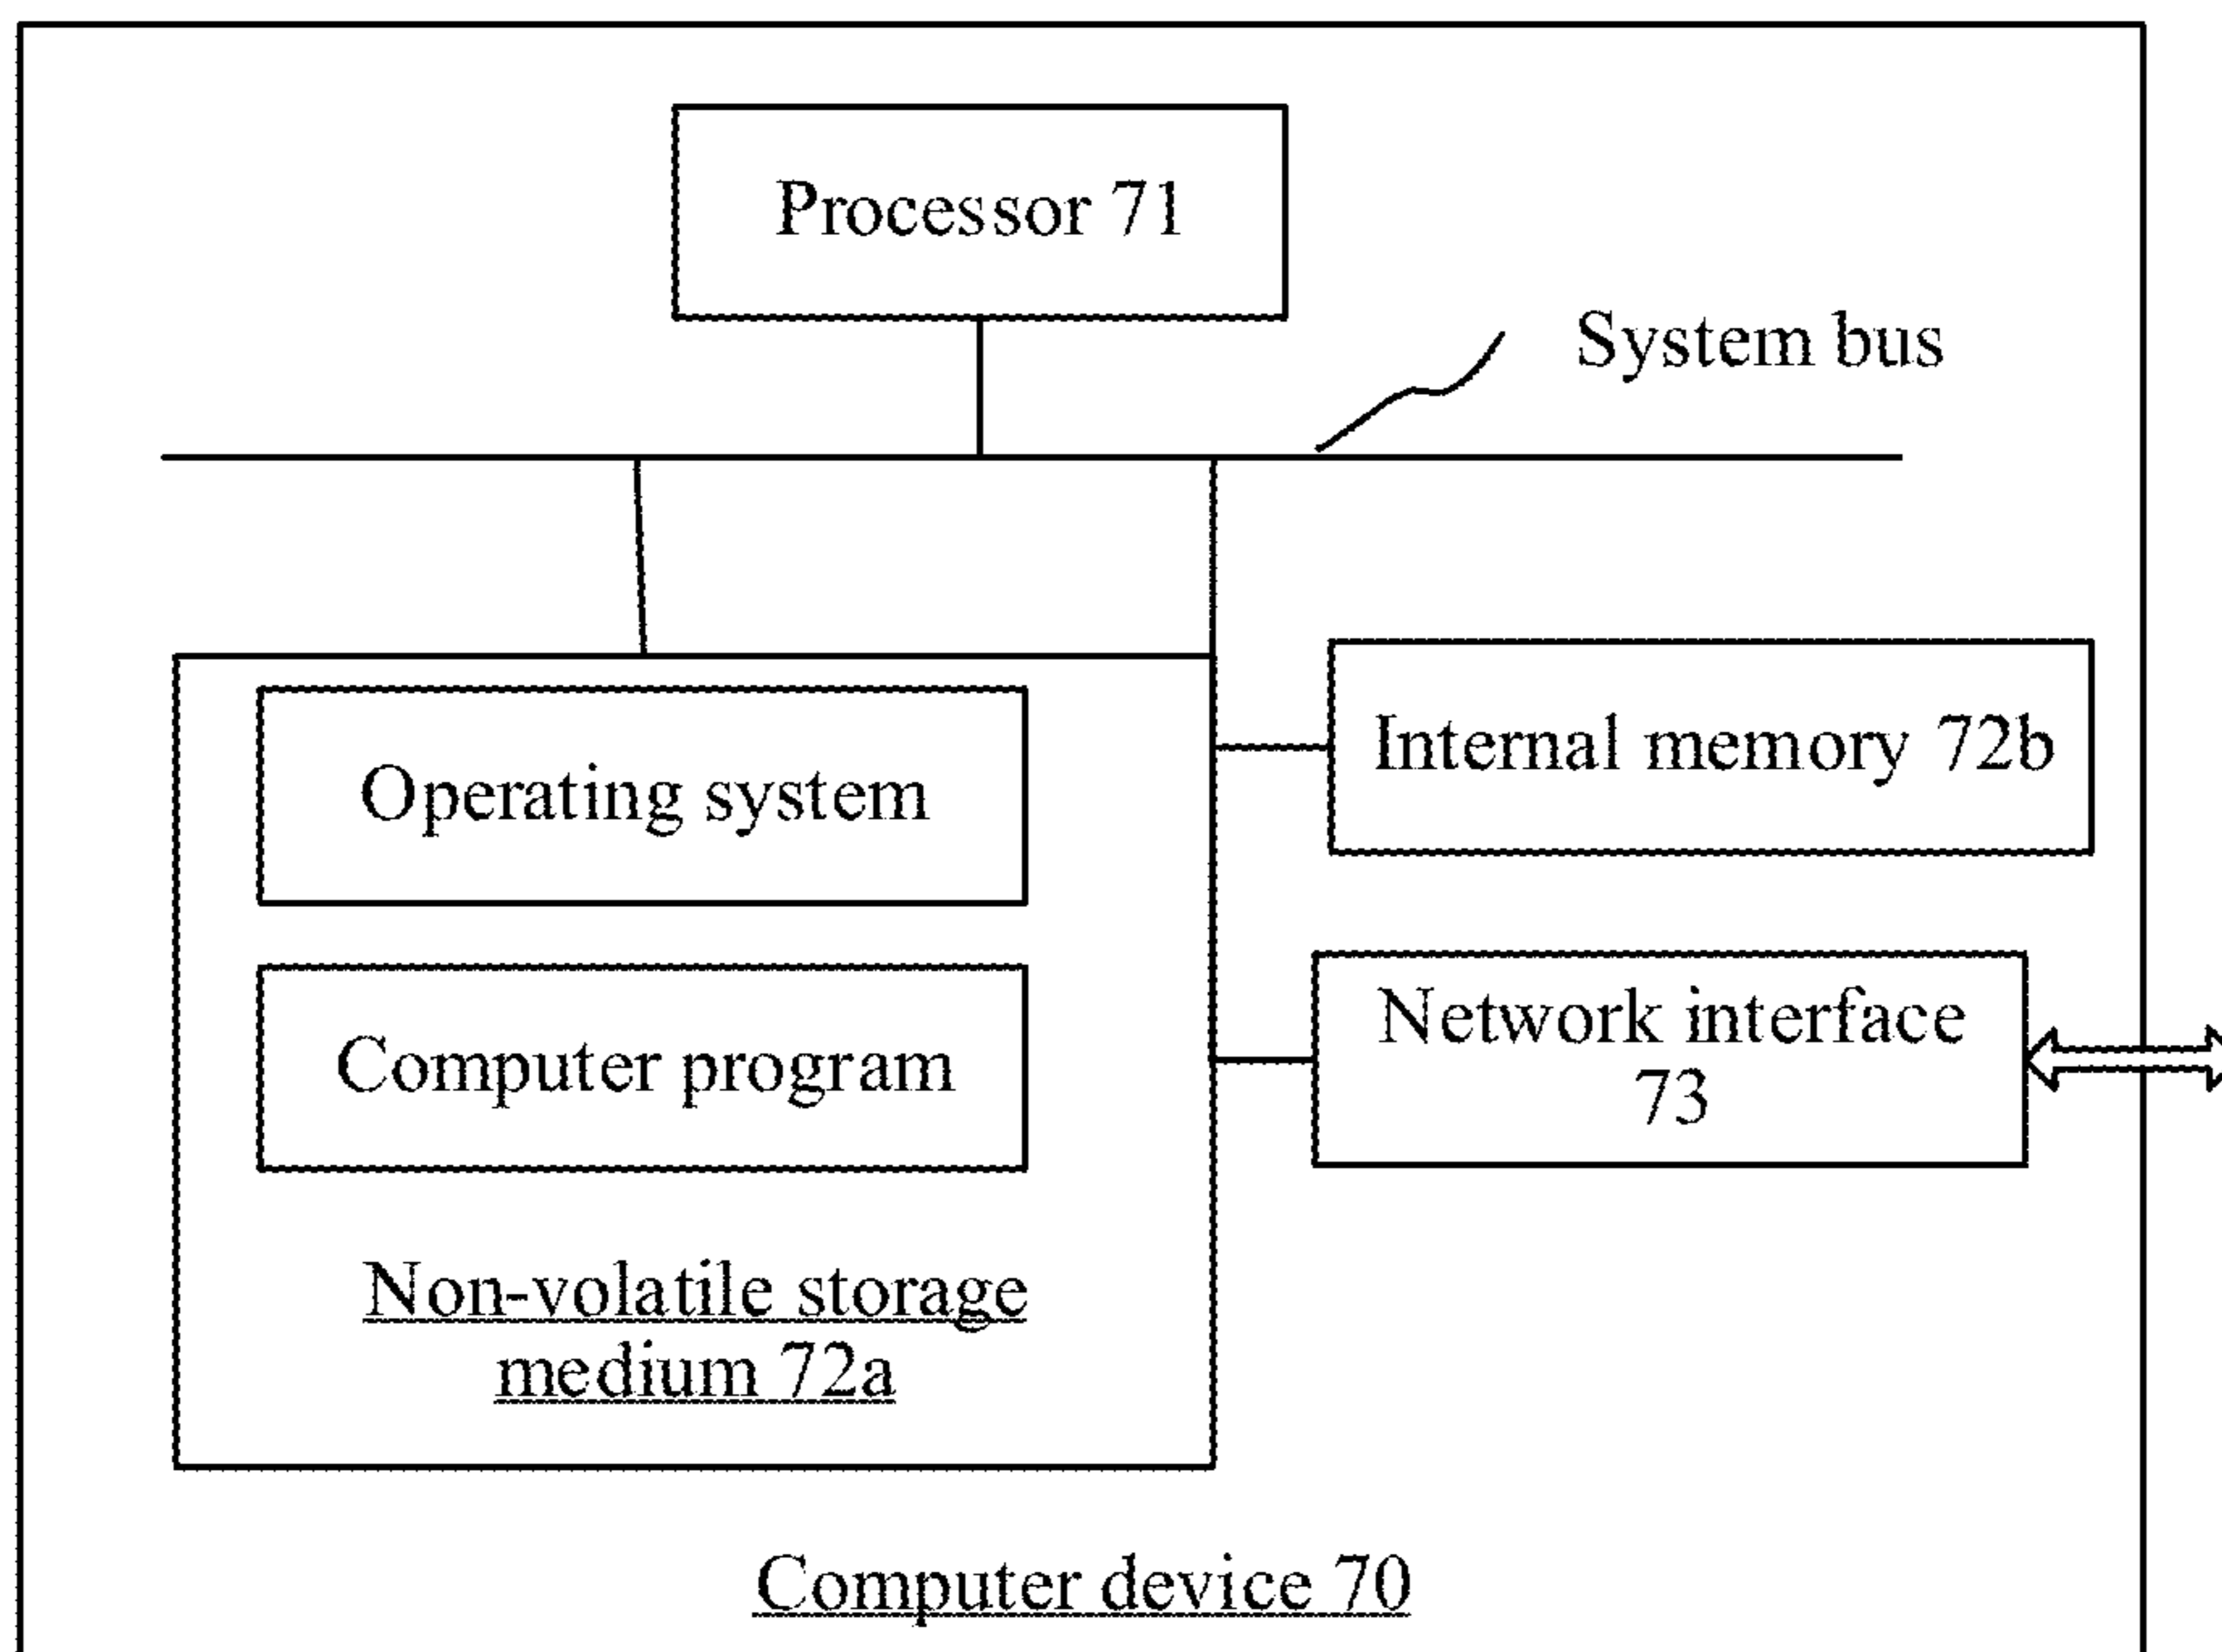 Processor 71
System bus
Operating system
Internal memory 72b
Computer program
Network interface
73
Non-volatile storage
medium 72a
Computer device 70